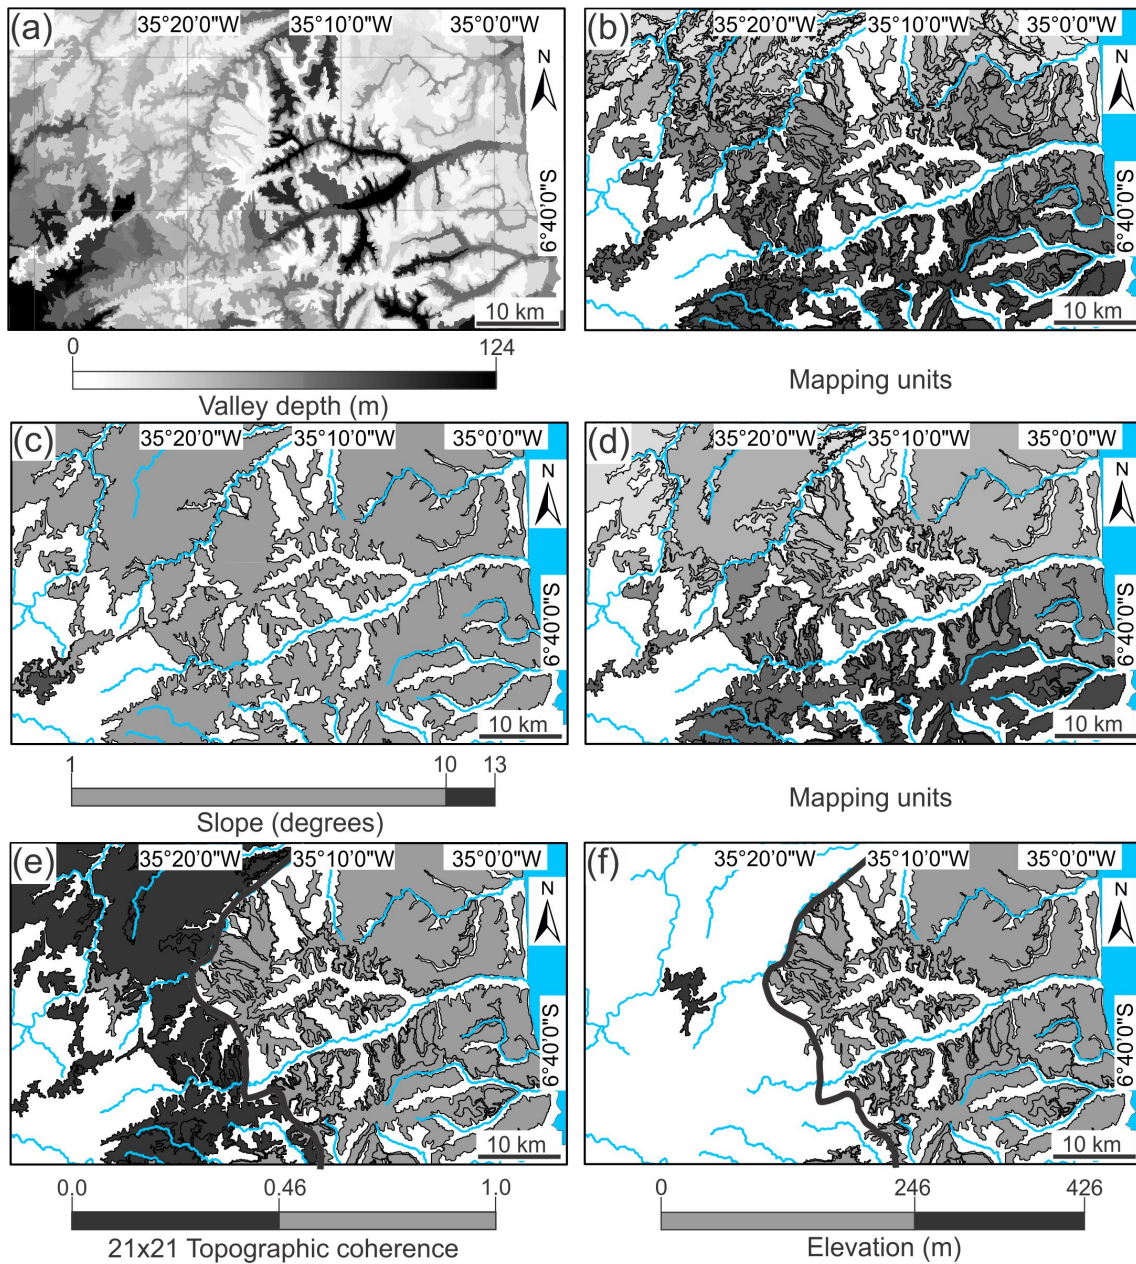 (a) 35°20'0"W 35°10'0"W 35°0'0"W
N
6°40'0"S
10 km
0 124
Valley depth (m)
(b) 35°20'0"W 35°10'0"W 35°0'0"W
N
6°40'0"S
10 km
Mapping units
(c) 35°20'0"W 35°10'0"W 35°0'0"W
N
6°40'0"S
10 km
1 10 13
Slope (degrees)
(d) 35°20'0"W 35°10'0"W 35°0'0"W
N
6°40'0"S
10 km
Mapping units
(e) 35°20'0"W 35°10'0"W 35°0'0"W
N
6°40'0"S
10 km
0.0 0.46 1.0
21x21 Topographic coherence
(f) 35°20'0"W 35°10'0"W 35°0'0"W
N
6°40'0"S
10 km
0 246 426
Elevation (m)